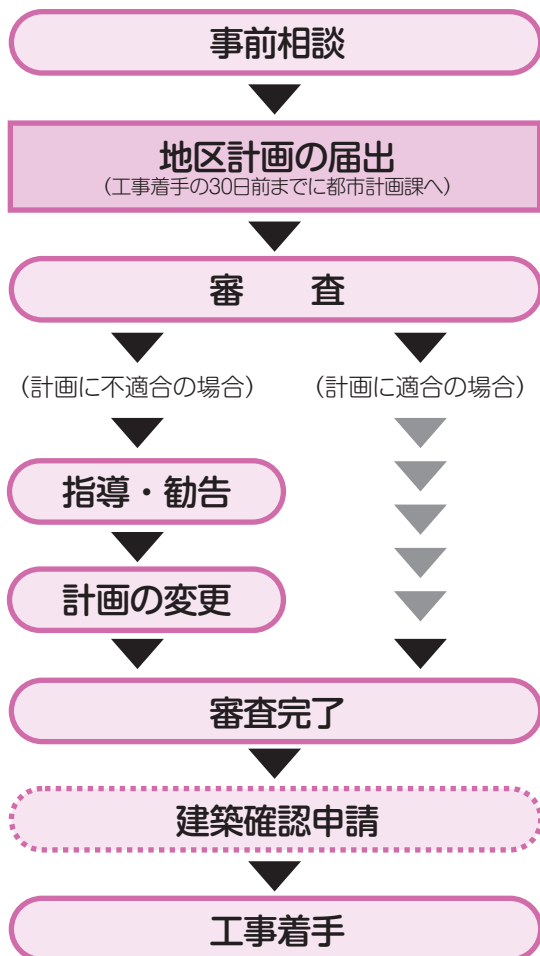 事前相談
地区計画の届出
(工事着手の30日前までに都市計画課へ)
審　　査
(計画に不適合の場合)
(計画に適合の場合)
指導・勧告
計画の変更
審査完了
建築確認申請
工事着手